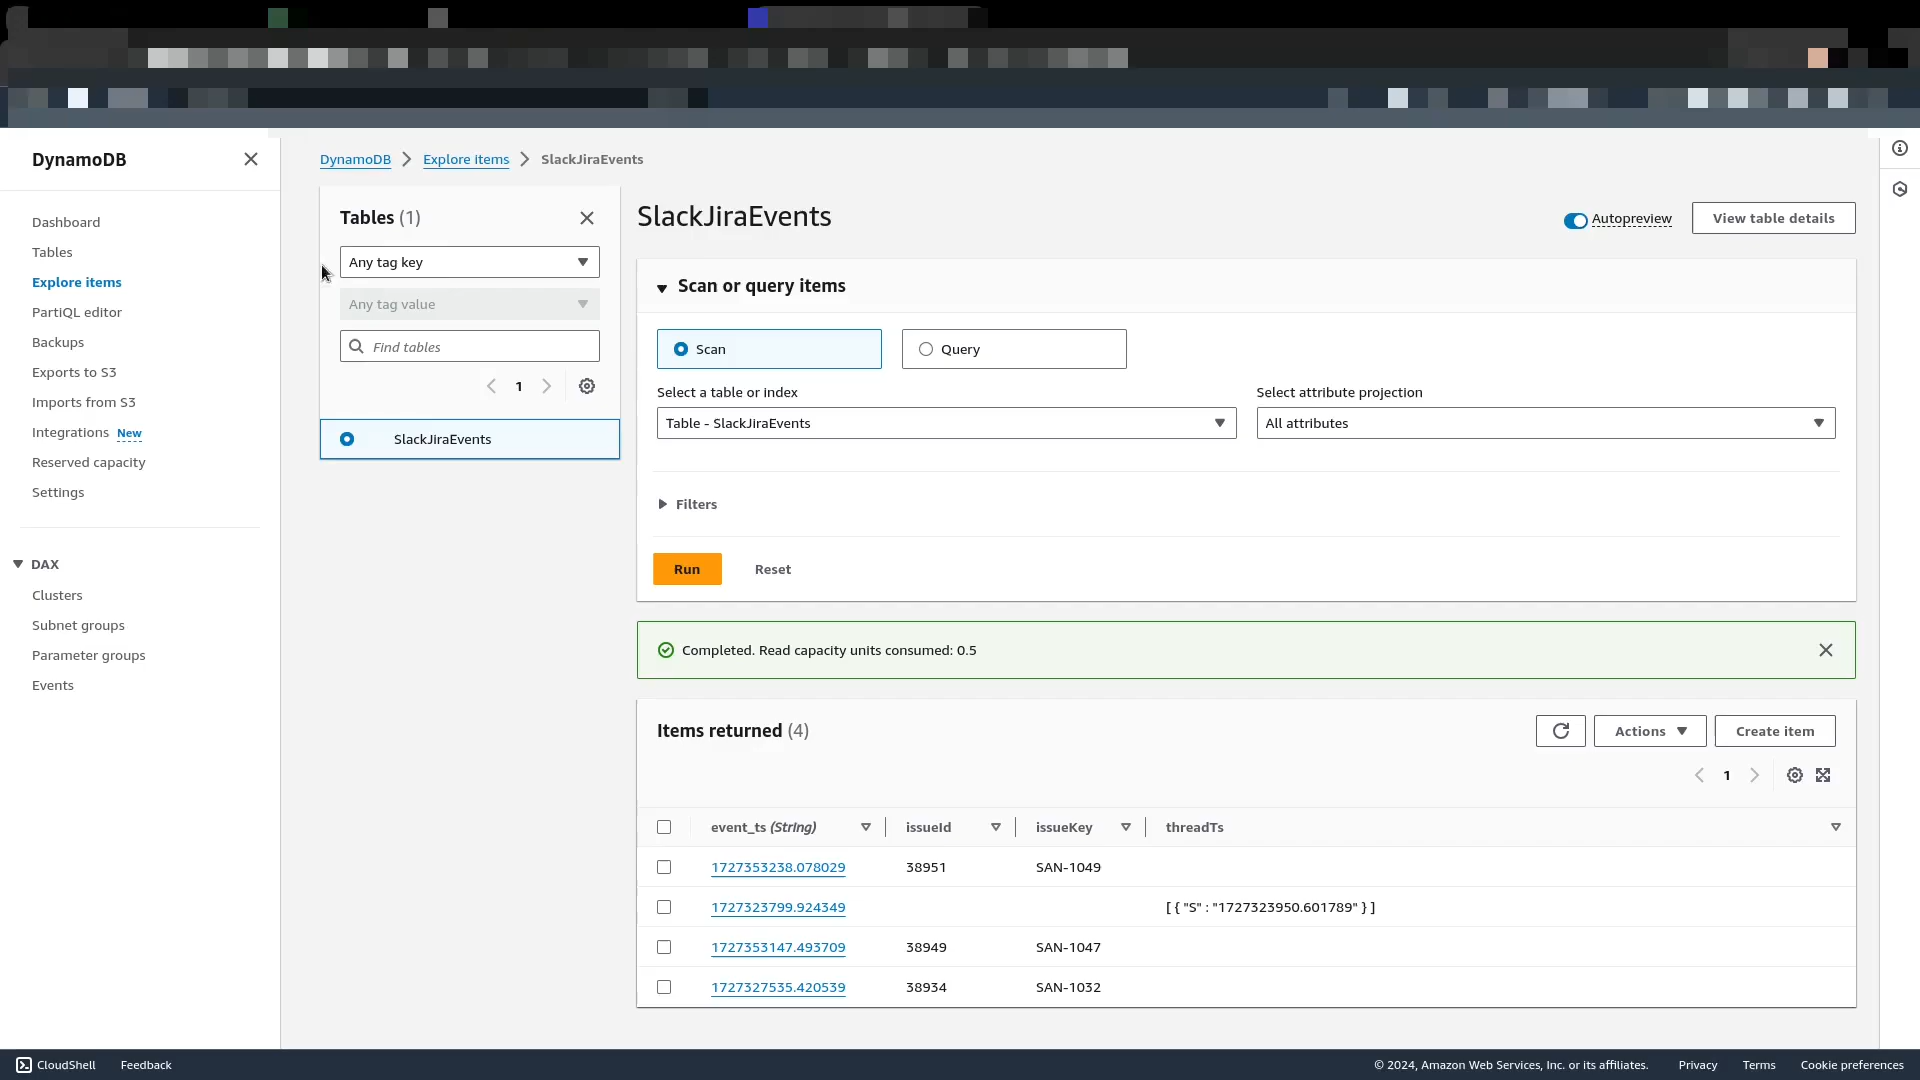 DynamoDB
Dashboard
Tables
Explore items
PartiQL editor
Backups
Exports to S3
Imports from S3
Integrations New
Reserved capacity
Settings
DAX
Clusters
Subnet groups
Parameter groups
Events
DynamoDB > Explore items > SlackJiraEvents
Tables (1)
Any tag key
Any tag value
Find tables
1
SlackJiraEvents
SlackJiraEvents
Autopreview
View table details
Scan or query items
Scan
Query
Select a table or index
Table - SlackJiraEvents
Select attribute projection
All attributes
Filters
Run
Reset
Completed. Read capacity units consumed: 0.5
Items returned (4)
Actions
Create item
1
event_ts (String) issueId issueKey threadTs
1727353238.078029 38951 SAN-1049
1727323799.924349 [ { "S" : "1727323950.601789" } ]
1727353147.493709 38949 SAN-1047
1727327535.420539 38934 SAN-1032
CloudShell Feedback © 2024, Amazon Web Services, Inc. or its affiliates. Privacy Terms Cookie preferences